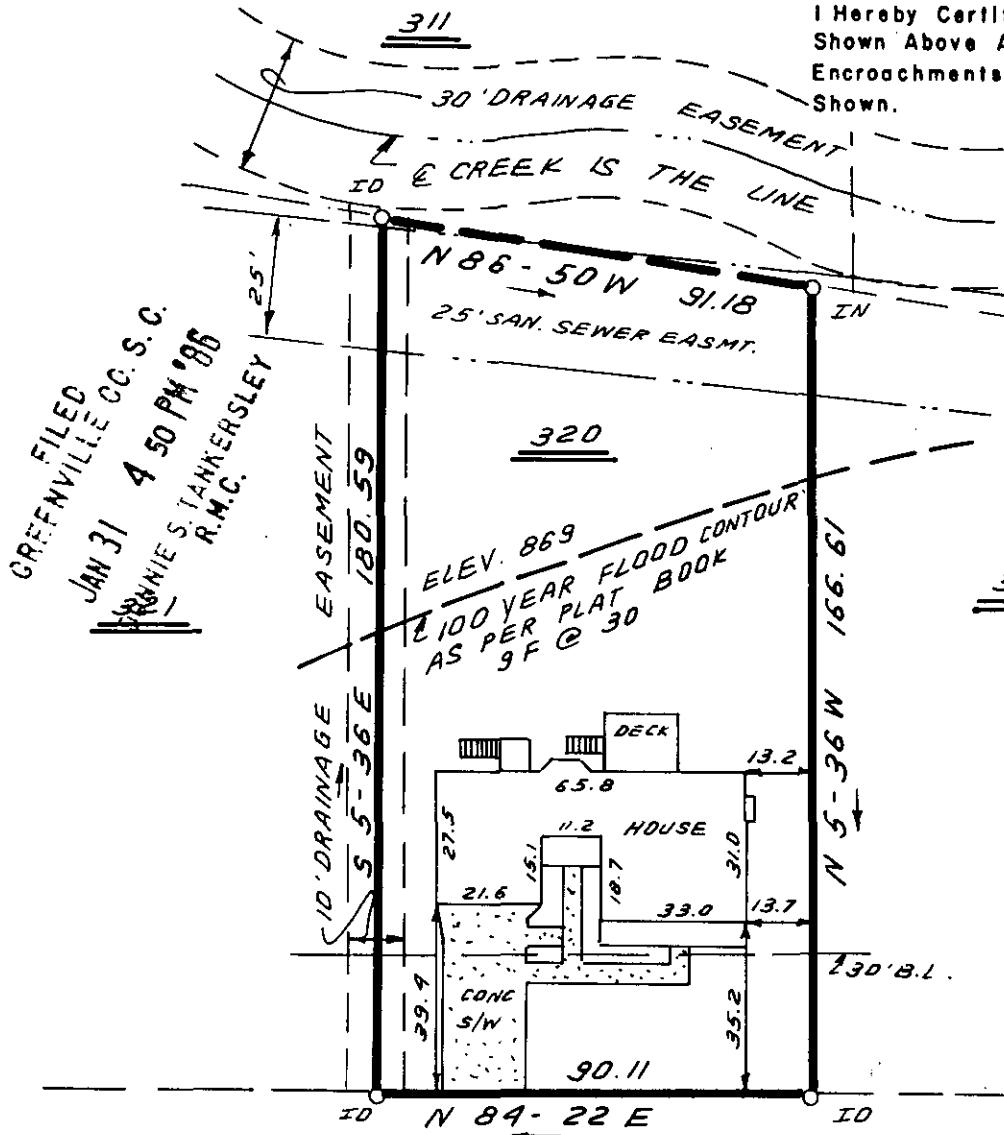 311
I Hereby Certi
Shown Above A
Encroachments
Shown.
30' DRAINAGE EASEMENT
℄ CREEK IS THE LINE
IO
IN
N 86-50 W 91.18
25'
25' SAN. SEWER EASMT.
FILED
GREENVILLE CO. S. C.
JAN 31 4 50 PM '86
S. TANKERSLEY
R.M.C.
320
10' DRAINAGE EASEMENT
S 5-36 E 180.59
ELEV. 869
100 YEAR FLOOD CONTOUR
AS PER PLAT BOOK
9F @ 30
N 5-36 W 166.61
DECK
13.2
65.8
HOUSE
27.5
11.2
15.1
18.7
31.0
21.6
33.0
13.7
30' B.L.
CONC
S/W
39.4
35.2
90.11
IO
N 84-22 E
IO